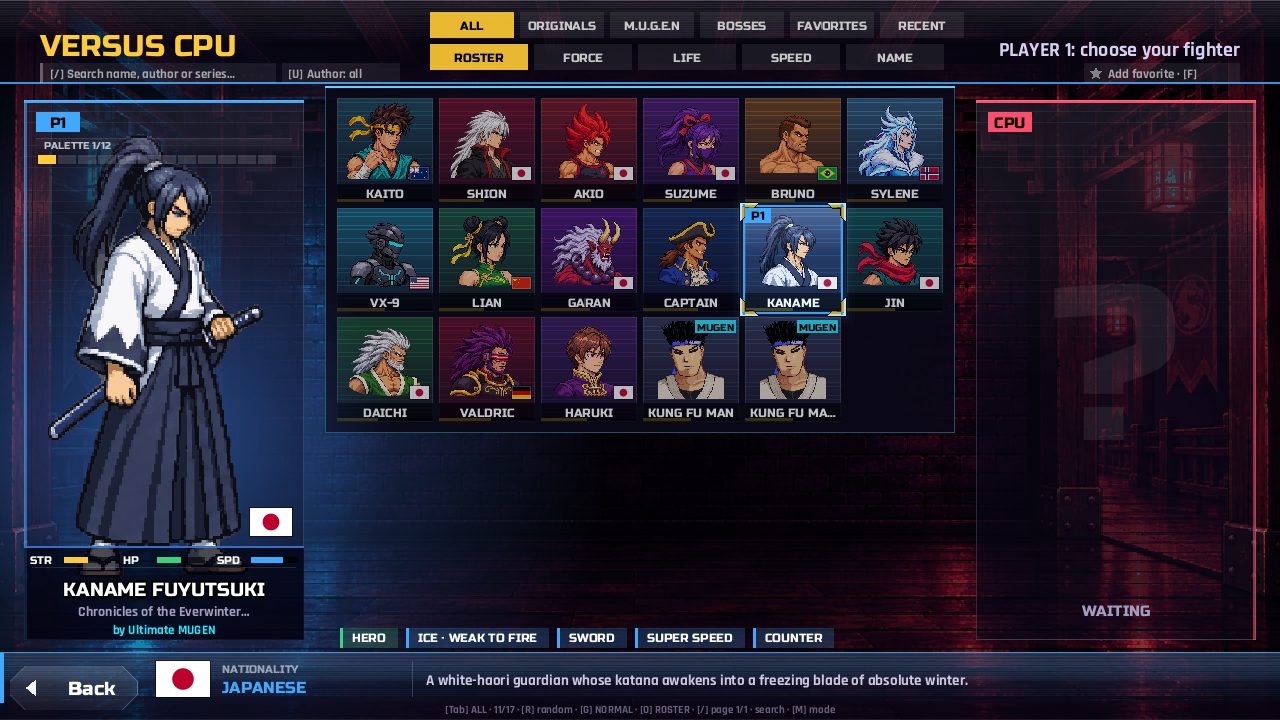 VERSUS CPU
ALL ORIGINALS M.U.G.E.N BOSSES FAVORITES RECENT
ROSTER FORCE LIFE SPEED NAME
PLAYER 1: choose your fighter
[/] Search name, author or series...
[U] Author: all
Add favorite · [F]
P1
PALETTE 1/12
KAITO SHION AKIO SUZUME BRUNO SYLENE
P1
VX-9 LIAN GARAN CAPTAIN KANAME JIN
MUGEN MUGEN
DAICHI VALDRIC HARUKI KUNG FU MAN KUNG FU MA...
CPU
?
WAITING
STR HP SPD
KANAME FUYUTSUKI
Chronicles of the Everwinter...
by Ultimate MUGEN
HERO ICE · WEAK TO FIRE SWORD SUPER SPEED COUNTER
Back
NATIONALITY
JAPANESE
A white-haori guardian whose katana awakens into a freezing blade of absolute winter.
[Tab] ALL · 11/17 · [R] random · [G] NORMAL · [O] ROSTER · [/] page 1/1 · search · [M] mode